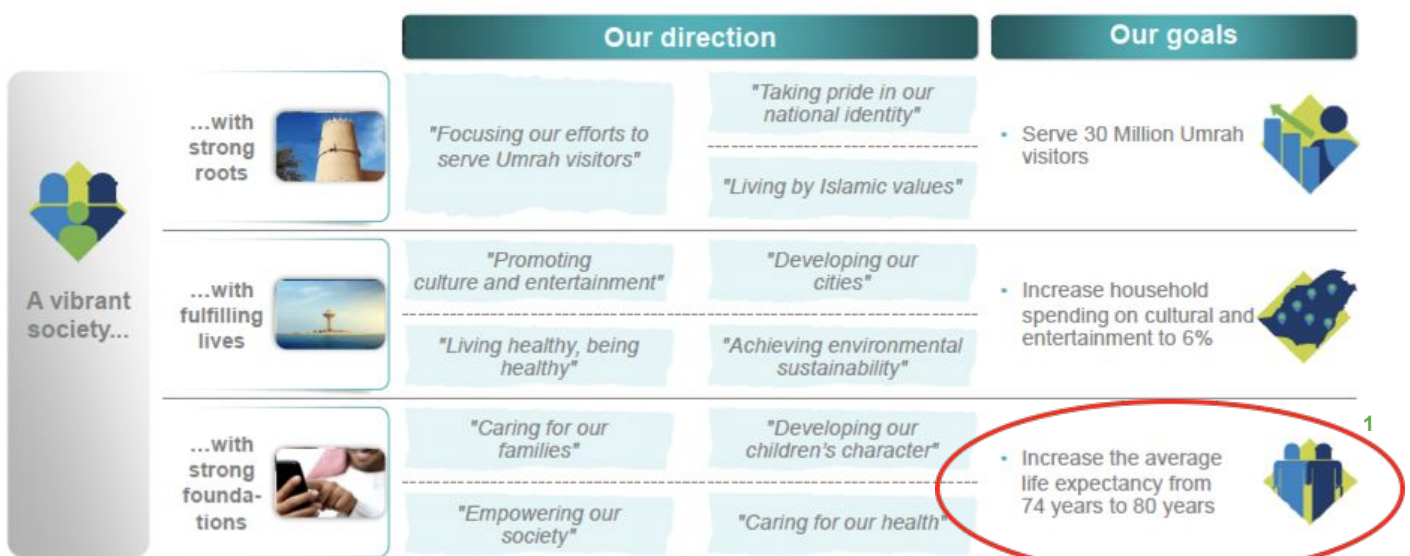 Our direction
Our goals
A vibrant
society...
...with
strong
roots
"Focusing our efforts to
serve Umrah visitors"
"Taking pride in our
national identity"
"Living by Islamic values"
• Serve 30 Million Umrah
visitors
...with
fulfilling
lives
"Promoting
culture and entertainment"
"Developing our
cities"
"Living healthy, being
healthy"
"Achieving environmental
sustainability"
• Increase household
spending on cultural and
entertainment to 6%
...with
strong
founda-
tions
"Caring for our
families"
"Developing our
children's character"
"Empowering our
society"
"Caring for our health"
• Increase the average
life expectancy from
74 years to 80 years
1